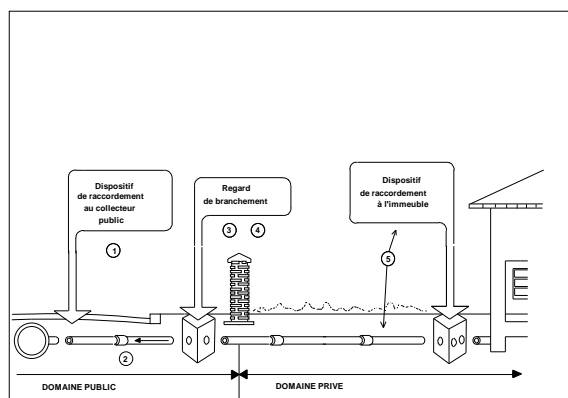 Dispositif
de raccordement
au collecteur
public
1
Regard
de branchement
3 4
Dispositif
de raccordement
à l'immeuble
5
2
DOMAINE PUBLIC
DOMAINE PRIVE